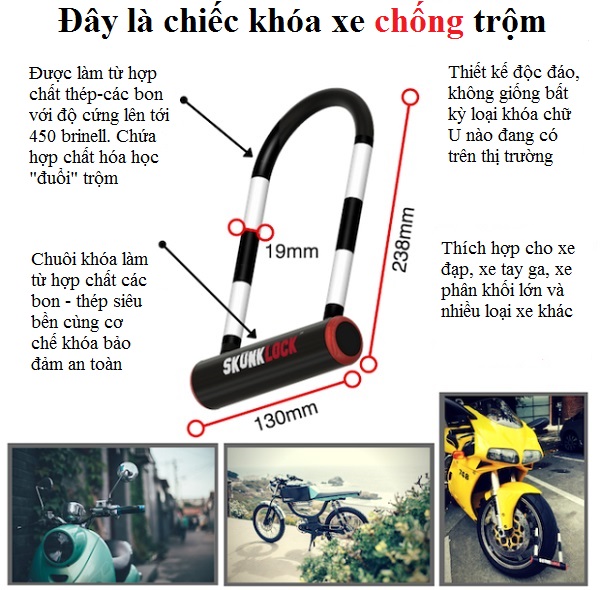 Đây là chiếc khóa xe chống trộm
Được làm từ hợp
chất thép-các bon
với độ cứng lên tới
450 brinell. Chứa
hợp chất hóa học
"đuổi" trộm
Thiết kế độc đáo,
không giống bất
kỳ loại khóa chữ
U nào đang có
trên thị trường
19mm
238mm
Chuôi khóa làm
từ hợp chất các
bon - thép siêu
bền cùng cơ
chế khóa bảo
đảm an toàn
Thích hợp cho xe
đạp, xe tay ga, xe
phân khối lớn và
nhiều loại xe khác
SKUNKLOCK
130mm
748